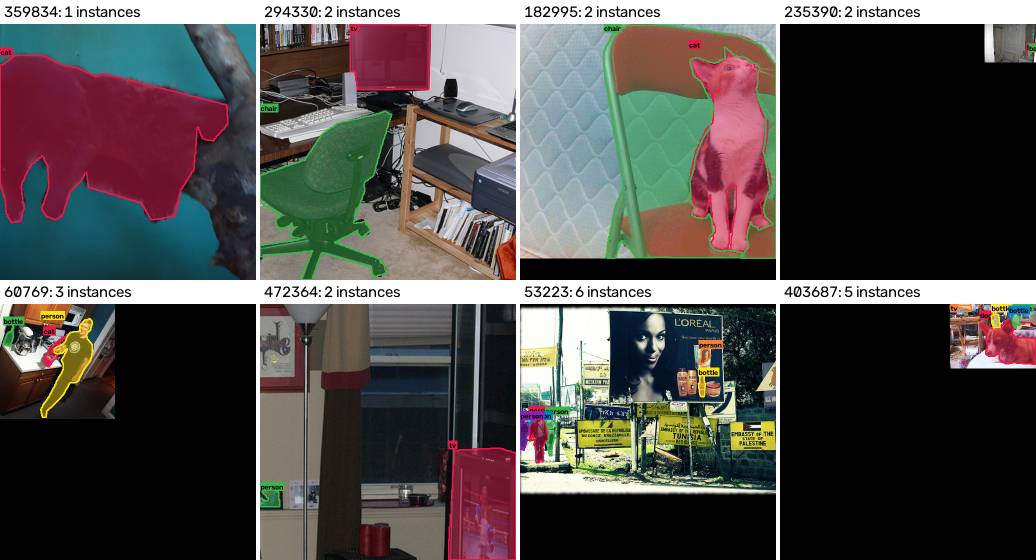 359834: 1 instances
294330: 2 instances
182995: 2 instances
235390: 2 instances
cat
tv
chair
chair
cat
60769: 3 instances
472364: 2 instances
53223: 6 instances
403687: 5 instances
bottle
person
cat
person
tv
L'ORÉAL
person
bottle
person
TUNISIA
EMBASSY OF THE
STATE OF
PALESTINE
tv
bottle